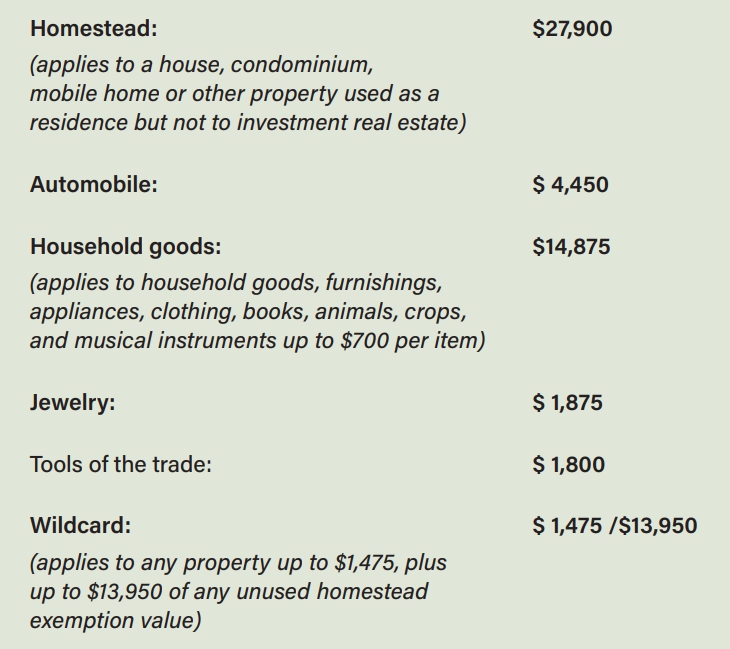 Homestead: $27,900
(applies to a house, condominium,
mobile home or other property used as a
residence but not to investment real estate)
Automobile: $ 4,450
Household goods: $14,875
(applies to household goods, furnishings,
appliances, clothing, books, animals, crops,
and musical instruments up to $700 per item)
Jewelry: $ 1,875
Tools of the trade: $ 1,800
Wildcard: $ 1,475 /$13,950
(applies to any property up to $1,475, plus
up to $13,950 of any unused homestead
exemption value)